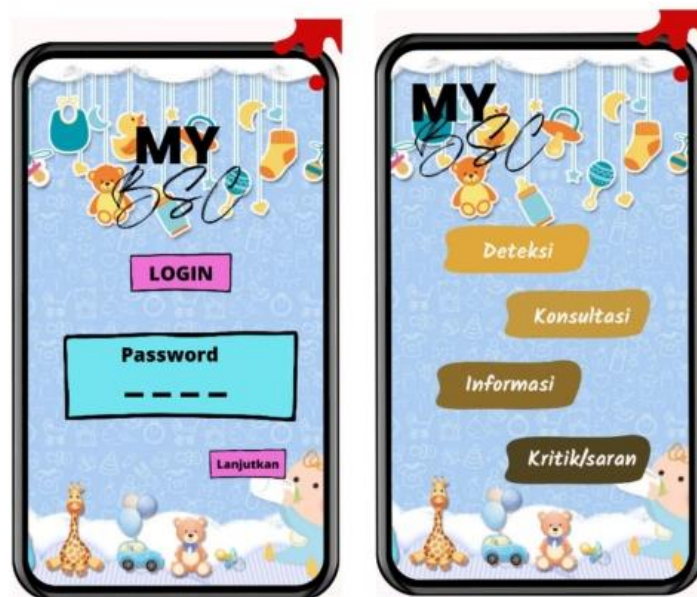 MY
BSC
LOGIN
Password
Lanjutkan
MY
BSC
Deteksi
Konsultasi
Informasi
Kritik/saran